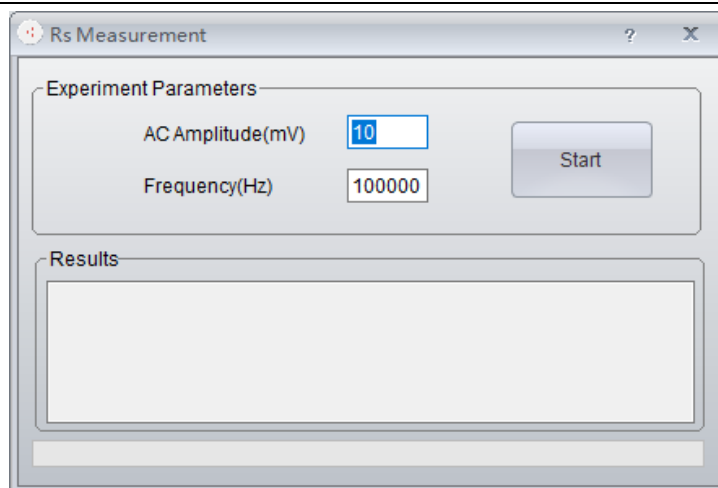 Rs Measurement
Experiment Parameters
AC Amplitude(mV) 10
Frequency(Hz) 100000
Start
Results